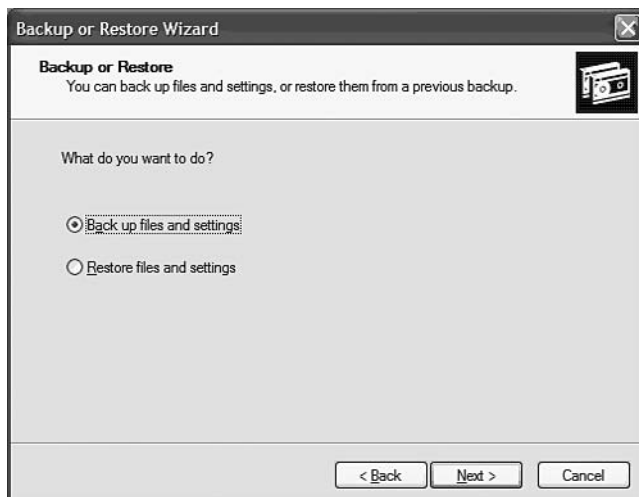 Backup or Restore Wizard
Backup or Restore
You can back up files and settings, or restore them from a previous backup.
What do you want to do?
Back up files and settings
Restore files and settings
< Back Next > Cancel